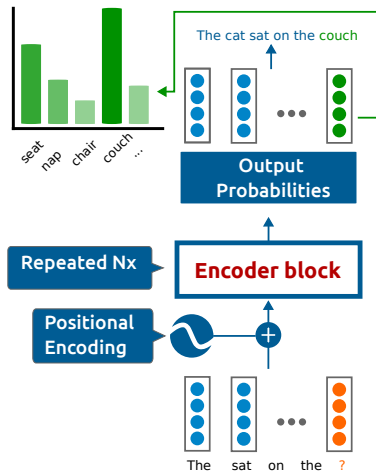 The cat sat on the couch
seat
nap
chair
couch
...
Output
Probabilities
Repeated Nx
Encoder block
Positional
Encoding
+
The sat on the ?